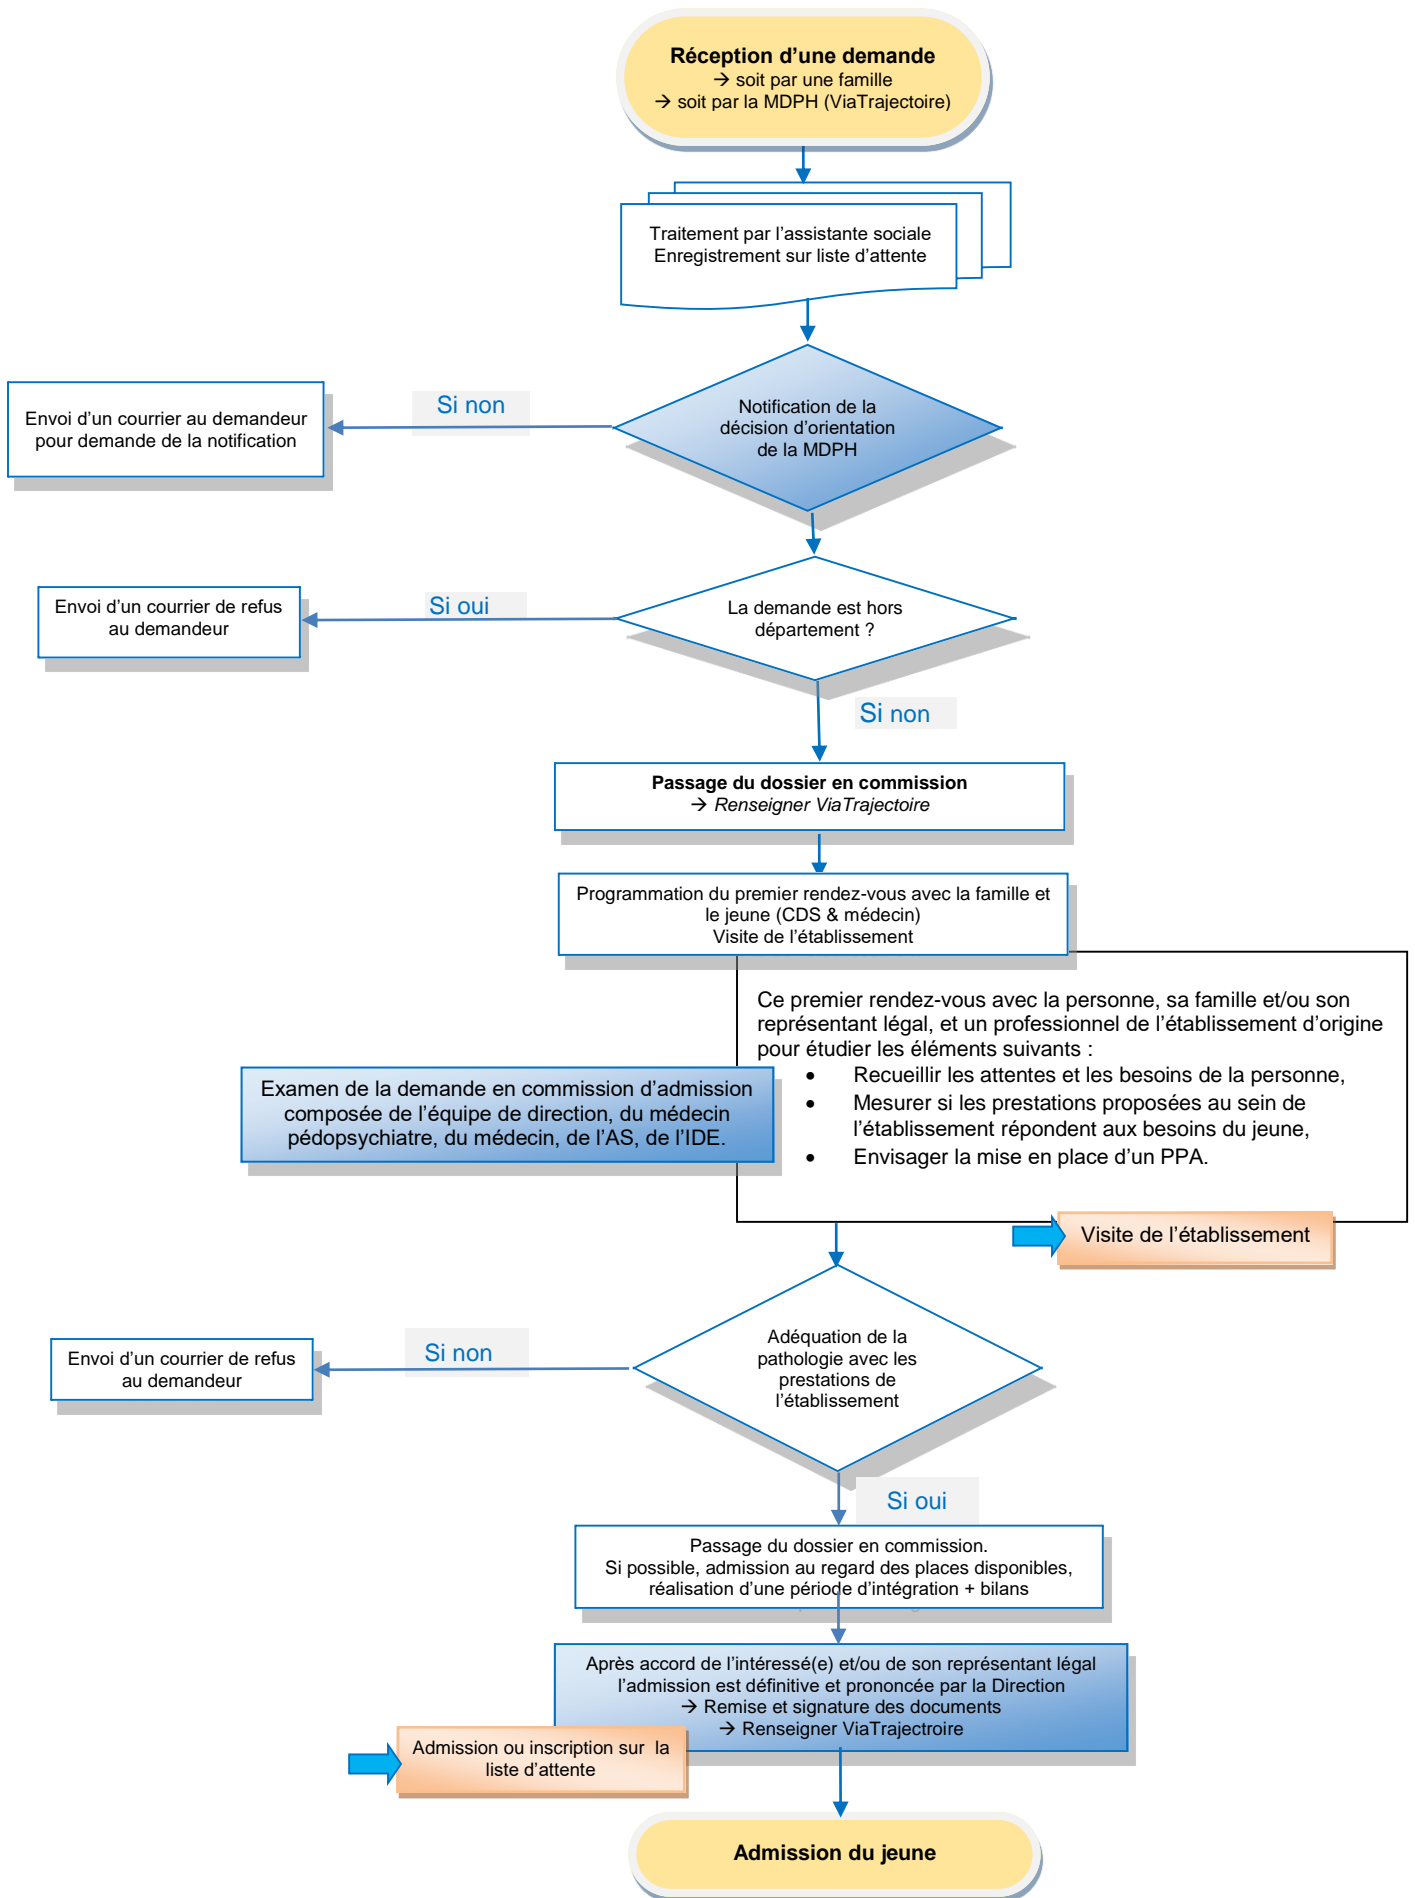 Réception d’une demande
→ soit par une famille
→ soit par la MDPH (ViaTrajectoire)
Traitement par l’assistante sociale
Enregistrement sur liste d’attente
Notification de la
décision d’orientation
de la MDPH
Si non
Envoi d’un courrier au demandeur
pour demande de la notification
La demande est hors
département ?
Si oui
Envoi d’un courrier de refus
au demandeur
Si non
Passage du dossier en commission
→ Renseigner ViaTrajectoire
Programmation du premier rendez-vous avec la famille et
le jeune (CDS & médecin)
Visite de l’établissement
Ce premier rendez-vous avec la personne, sa famille et/ou son
représentant légal, et un professionnel de l’établissement d’origine
pour étudier les éléments suivants :
• Recueillir les attentes et les besoins de la personne,
• Mesurer si les prestations proposées au sein de
l’établissement répondent aux besoins du jeune,
• Envisager la mise en place d’un PPA.
Examen de la demande en commission d’admission
composée de l’équipe de direction, du médecin
pédopsychiatre, du médecin, de l’AS, de l’IDE.
Visite de l’établissement
Adéquation de la
pathologie avec les
prestations de
l’établissement
Si non
Envoi d’un courrier de refus
au demandeur
Si oui
Passage du dossier en commission.
Si possible, admission au regard des places disponibles,
réalisation d’une période d’intégration + bilans
Après accord de l’intéressé(e) et/ou de son représentant légal
l’admission est définitive et prononcée par la Direction
→ Remise et signature des documents
→ Renseigner ViaTrajectroire
Admission ou inscription sur la
liste d’attente
Admission du jeune